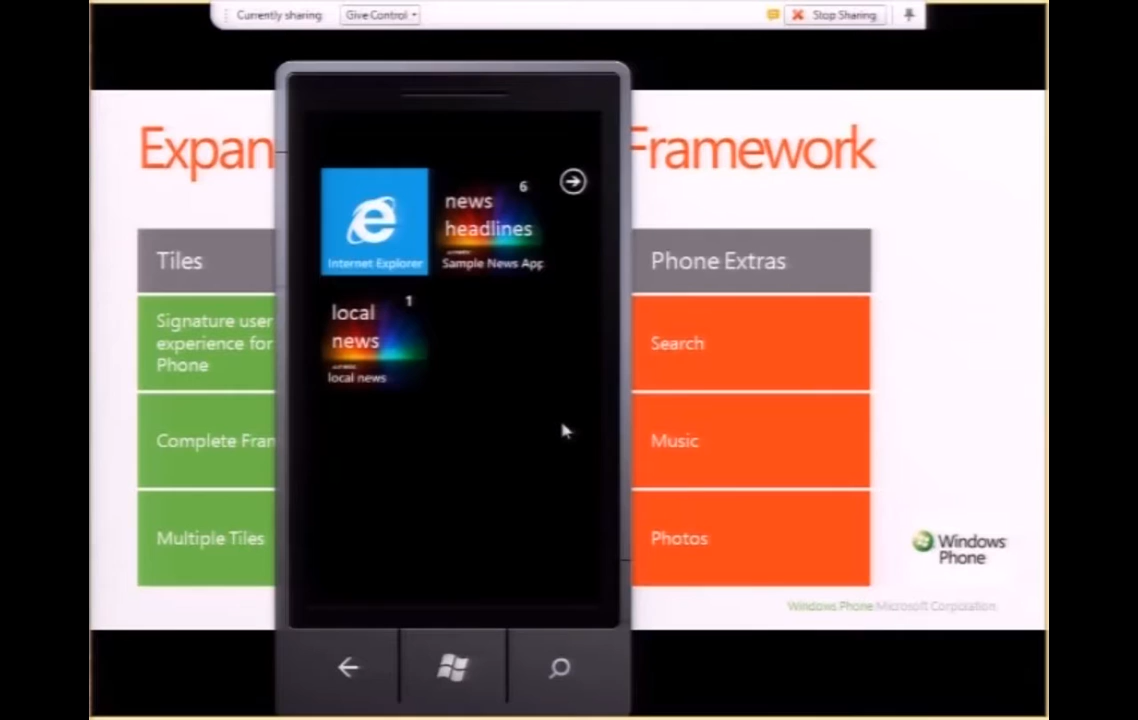 Currently sharing
Give Control
Stop Sharing
Expan
Framework
Tiles
Signature user
experience for
Phone
Complete Fran
Multiple Tiles
Internet Explorer
6
news
headlines
Sample News App
1
local
news
local news
Phone Extras
Search
Music
Photos
Windows
Phone
Windows Phone Microsoft Corporation.